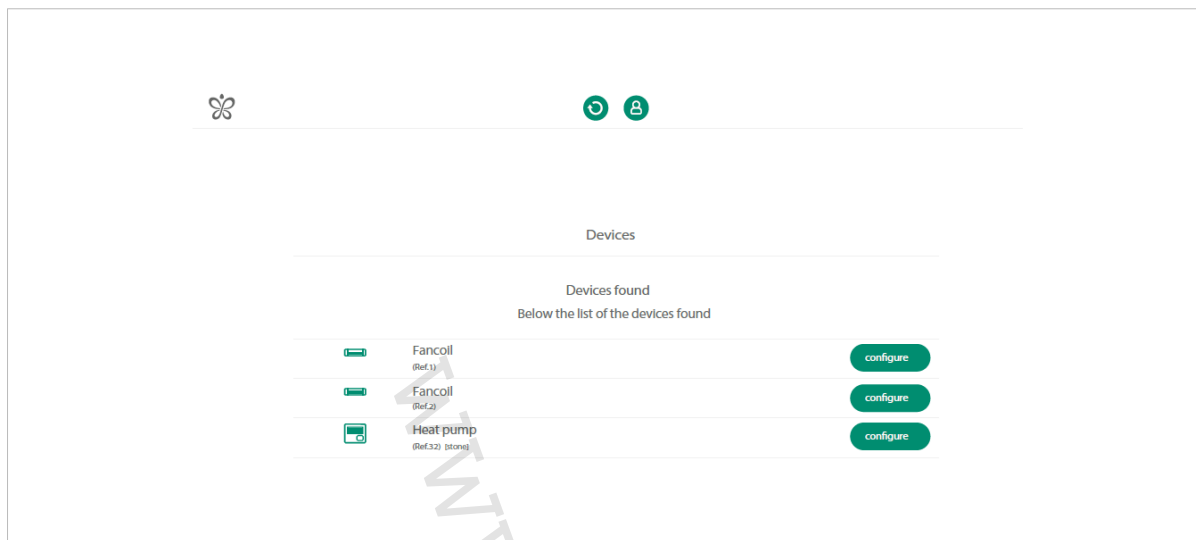 Devices
Devices found
Below the list of the devices found
Fancoil
(Ref.1)
configure
Fancoil
(Ref.2)
configure
Heat pump
(Ref.32) [stone]
configure